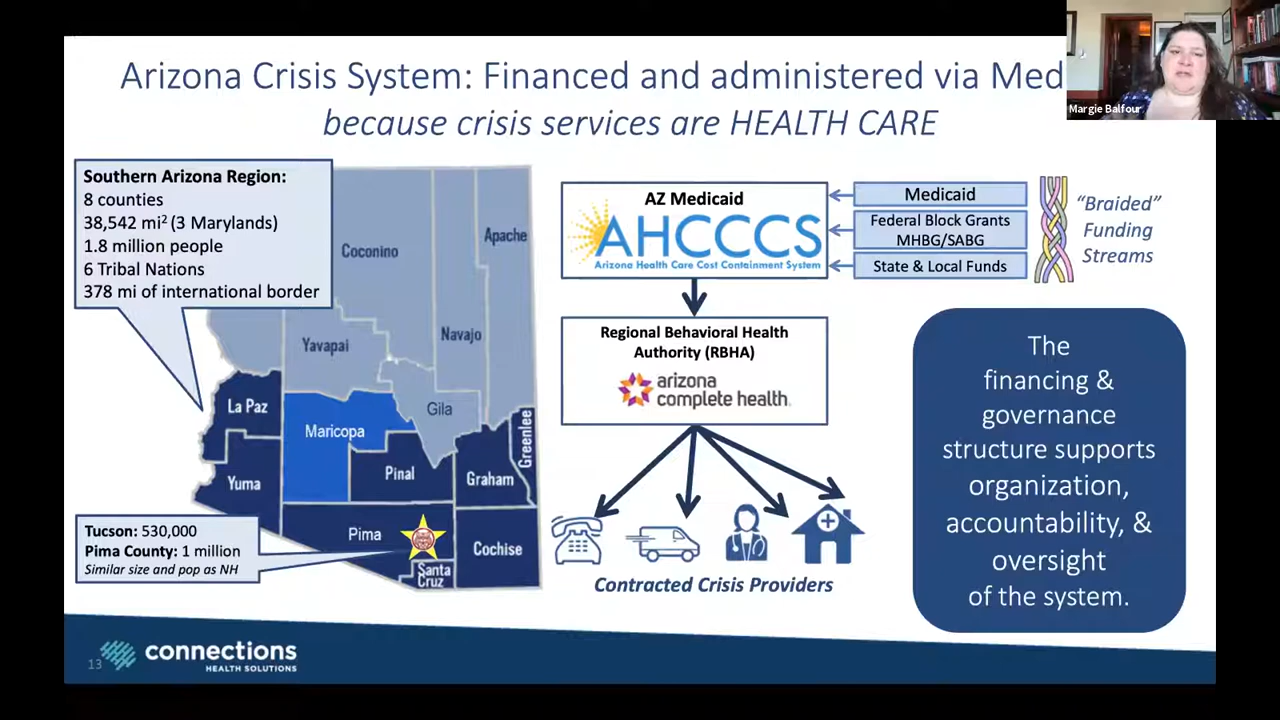 Arizona Crisis System: Financed and administered via Med
because crisis services are HEALTH CARE
Margie Balfour
Southern Arizona Region:
8 counties
38,542 mi² (3 Marylands)
1.8 million people
6 Tribal Nations
378 mi of international border
Coconino
Apache
Navajo
Yavapai
Gila
La Paz
Maricopa
Greenlee
Yuma
Pinal
Graham
Pima
Cochise
Santa
Cruz
Tucson: 530,000
Pima County: 1 million
Similar size and pop as NH
AZ Medicaid
AHCCCS
Arizona Health Care Cost Containment System
Medicaid
Federal Block Grants
MHBG/SABG
State & Local Funds
“Braided”
Funding
Streams
Regional Behavioral Health
Authority (RBHA)
arizona
complete health.
Contracted Crisis Providers
The
financing &
governance
structure supports
organization,
accountability, &
oversight
of the system.
13
connections
HEALTH SOLUTIONS